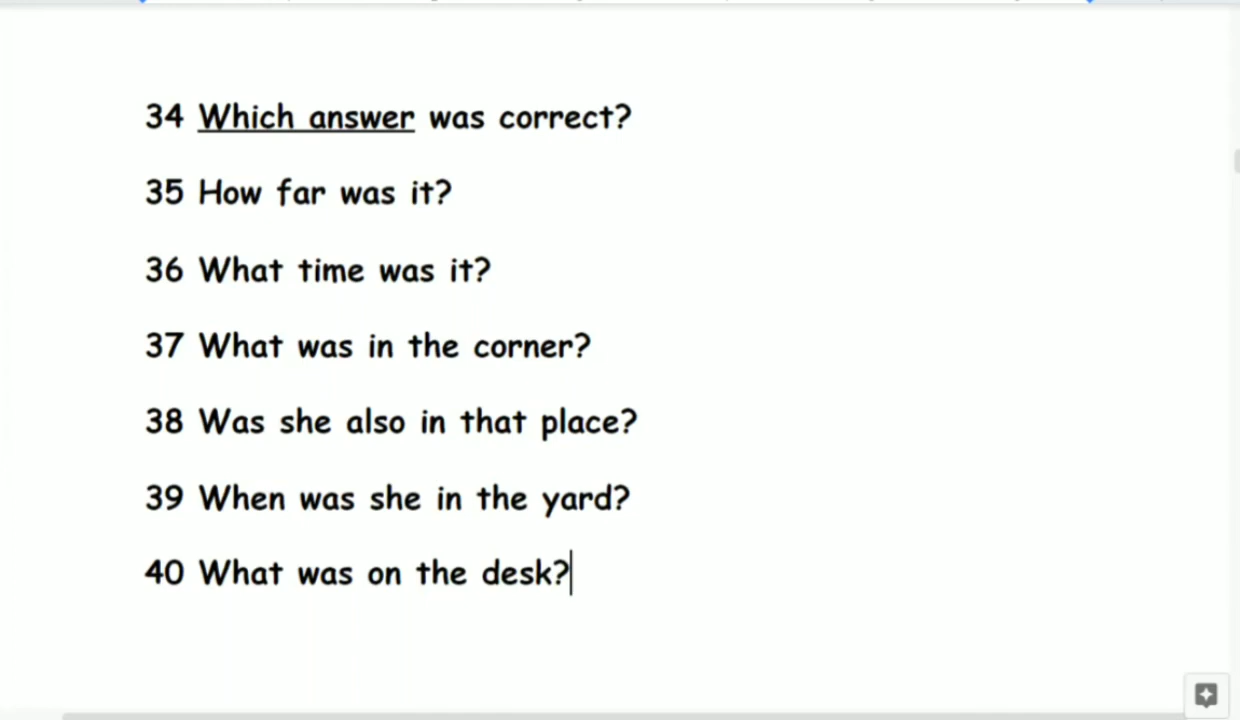 34 Which answer was correct?
35 How far was it?
36 What time was it?
37 What was in the corner?
38 Was she also in that place?
39 When was she in the yard?
40 What was on the desk?